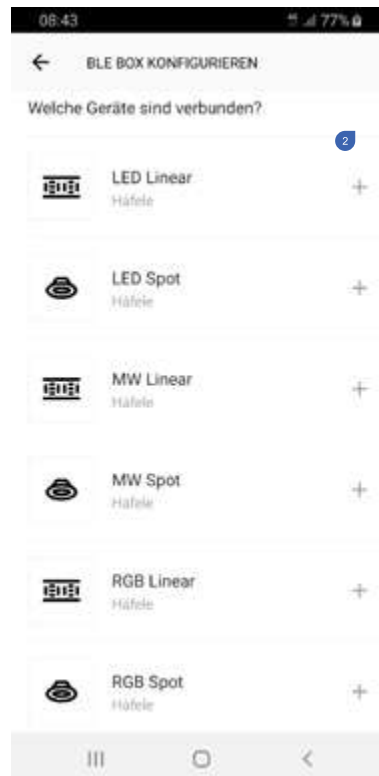 08:43 77%
BLE BOX KONFIGURIEREN
Welche Geräte sind verbunden?
2
LED Linear
Häfele
LED Spot
Häfele
MW Linear
Häfele
MW Spot
Häfele
RGB Linear
Häfele
RGB Spot
Häfele